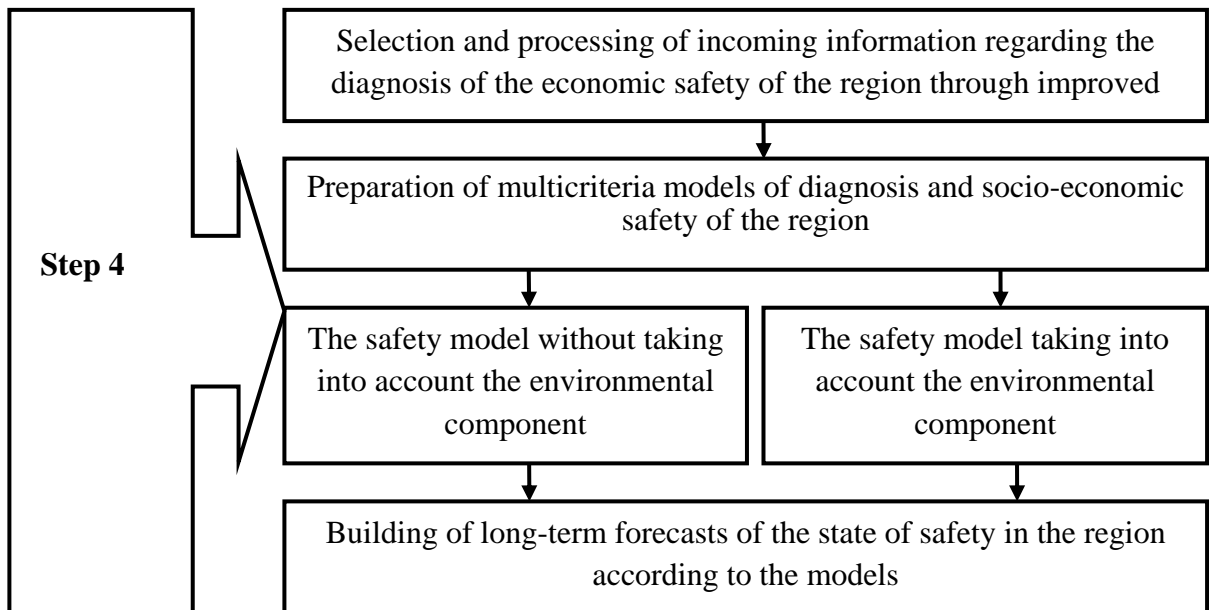 Selection and processing of incoming information regarding the
diagnosis of the economic safety of the region through improved
Preparation of multicriteria models of diagnosis and socio-economic
safety of the region
Step 4
The safety model without taking
into account the environmental
component
The safety model taking into
account the environmental
component
Building of long-term forecasts of the state of safety in the region
according to the models